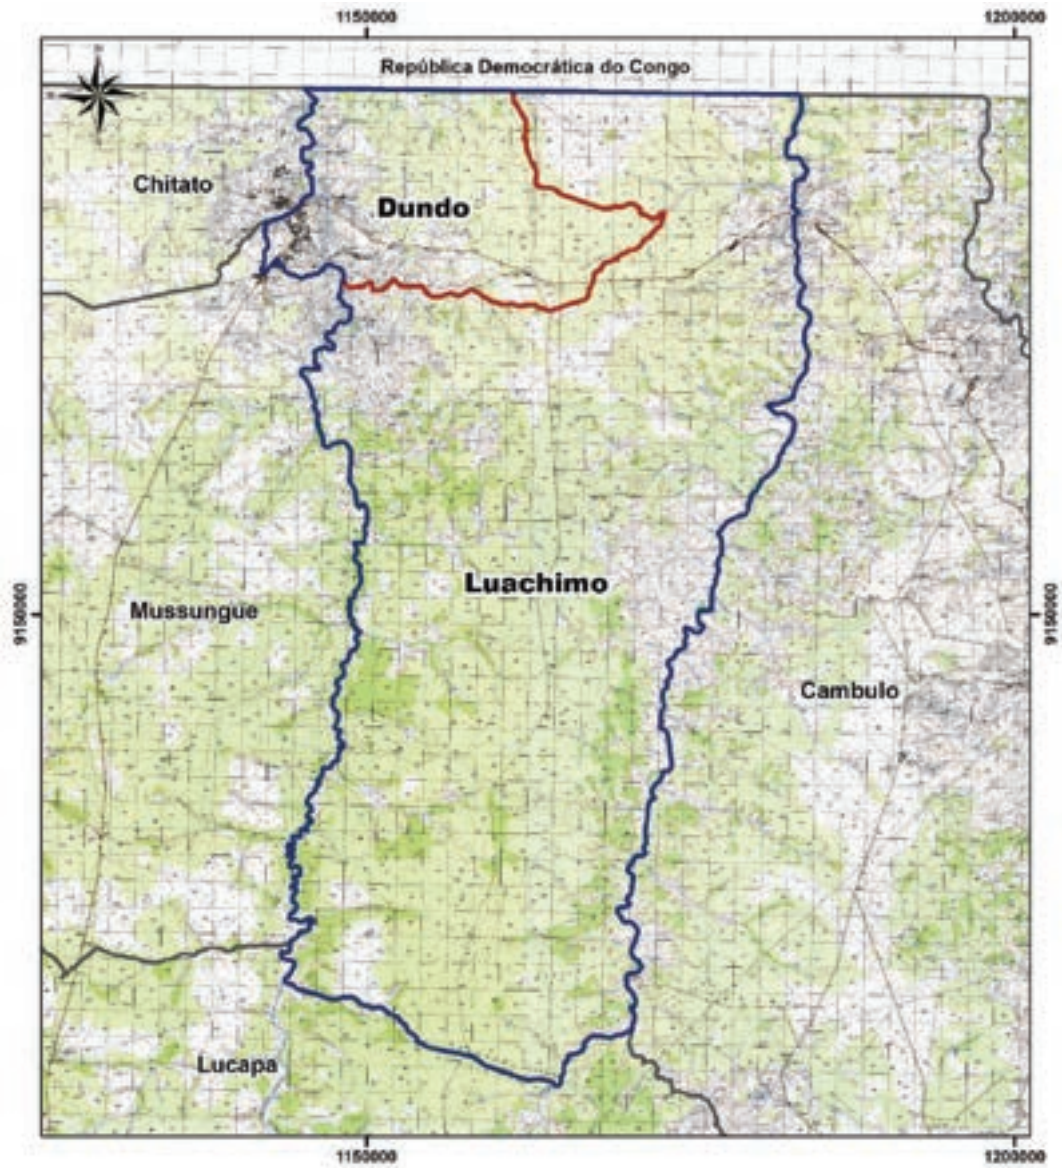 1150000
1200000
República Democrática do Congo
Chitato
Dundo
Luachimo
9150000
Mussungue
9150000
Cambulo
Lucapa
1150000
1200000